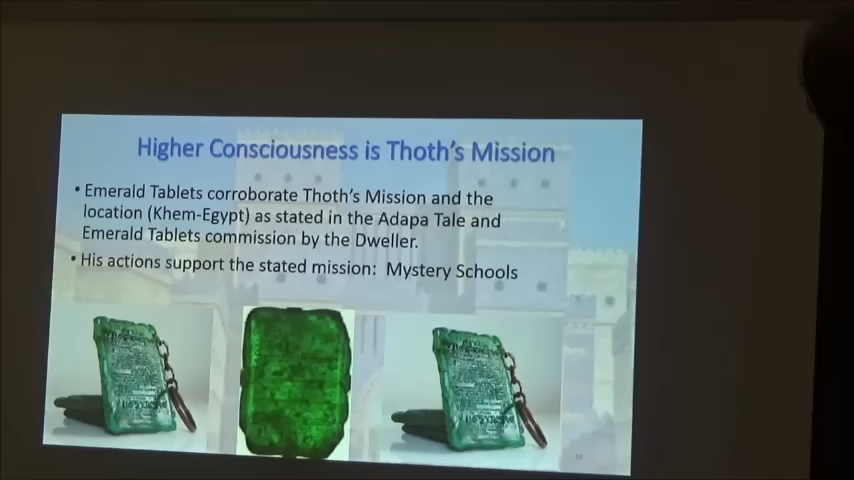 Higher Consciousness is Thoth's Mission
• Emerald Tablets corroborate Thoth's Mission and the
location (Khem-Egypt) as stated in the Adapa Tale and
Emerald Tablets commission by the Dweller.
• His actions support the stated mission: Mystery Schools